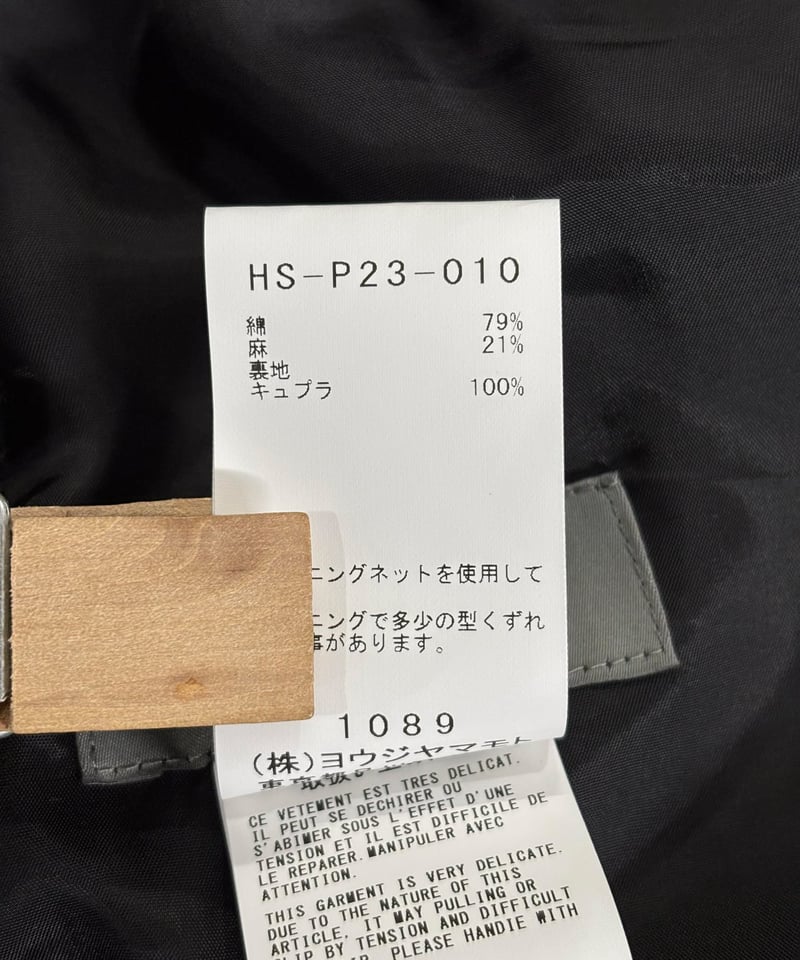 HS-P23-010
綿 79%
麻 21%
裏地
キュプラ 100%
ニングネットを使用して
ニングで多少の型くずれ
事があります。
1089
(株)ヨウジヤマモト
CE VETEMENT EST TRES DELICAT.
IL PEUT SE DECHIRER OU
S'ABIMER SOUS L'EFFET D'UNE
TENSION ET IL EST DIFFICILE DE
LE REPARER.MANIPULER AVEC
ATTENTION.
THIS GARMENT IS VERY DELICATE.
DUE TO THE NATURE OF THIS
ARTICLE, IT MAY PULLING OR
SLIP BY TENSION AND DIFFICULT
PLEASE HANDIE WITH